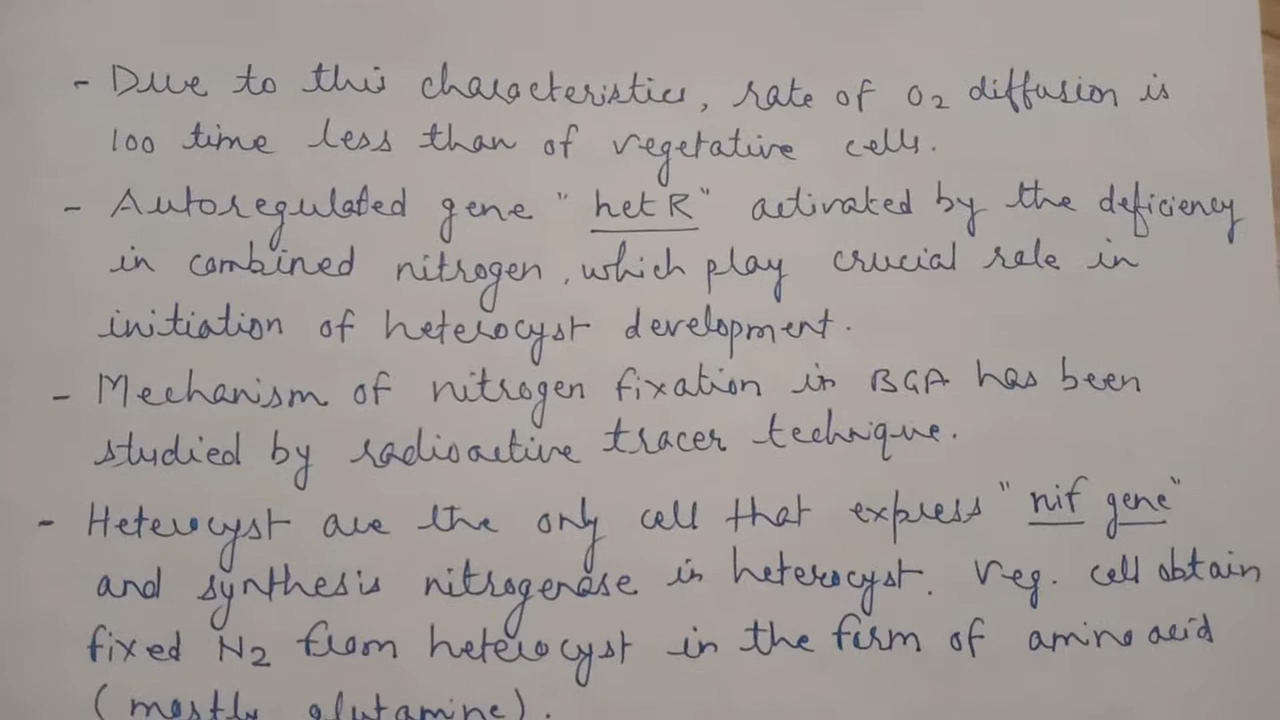 - Due to this characteristics, rate of O2 diffusion is
100 time less than of vegetative cells.
- Autoregulated gene "het R" activated by the deficiency
in combined nitrogen, which play crucial role in
initiation of heterocyst development.
- Mechanism of nitrogen fixation in BGA has been
studied by radioactive tracer technique.
- Heterocyst are the only cell that express "nif gene"
and synthesis nitrogenase in heterocyst. Veg. cell obtain
fixed N2 from heterocyst in the form of amino acid
(mostly glutamine).